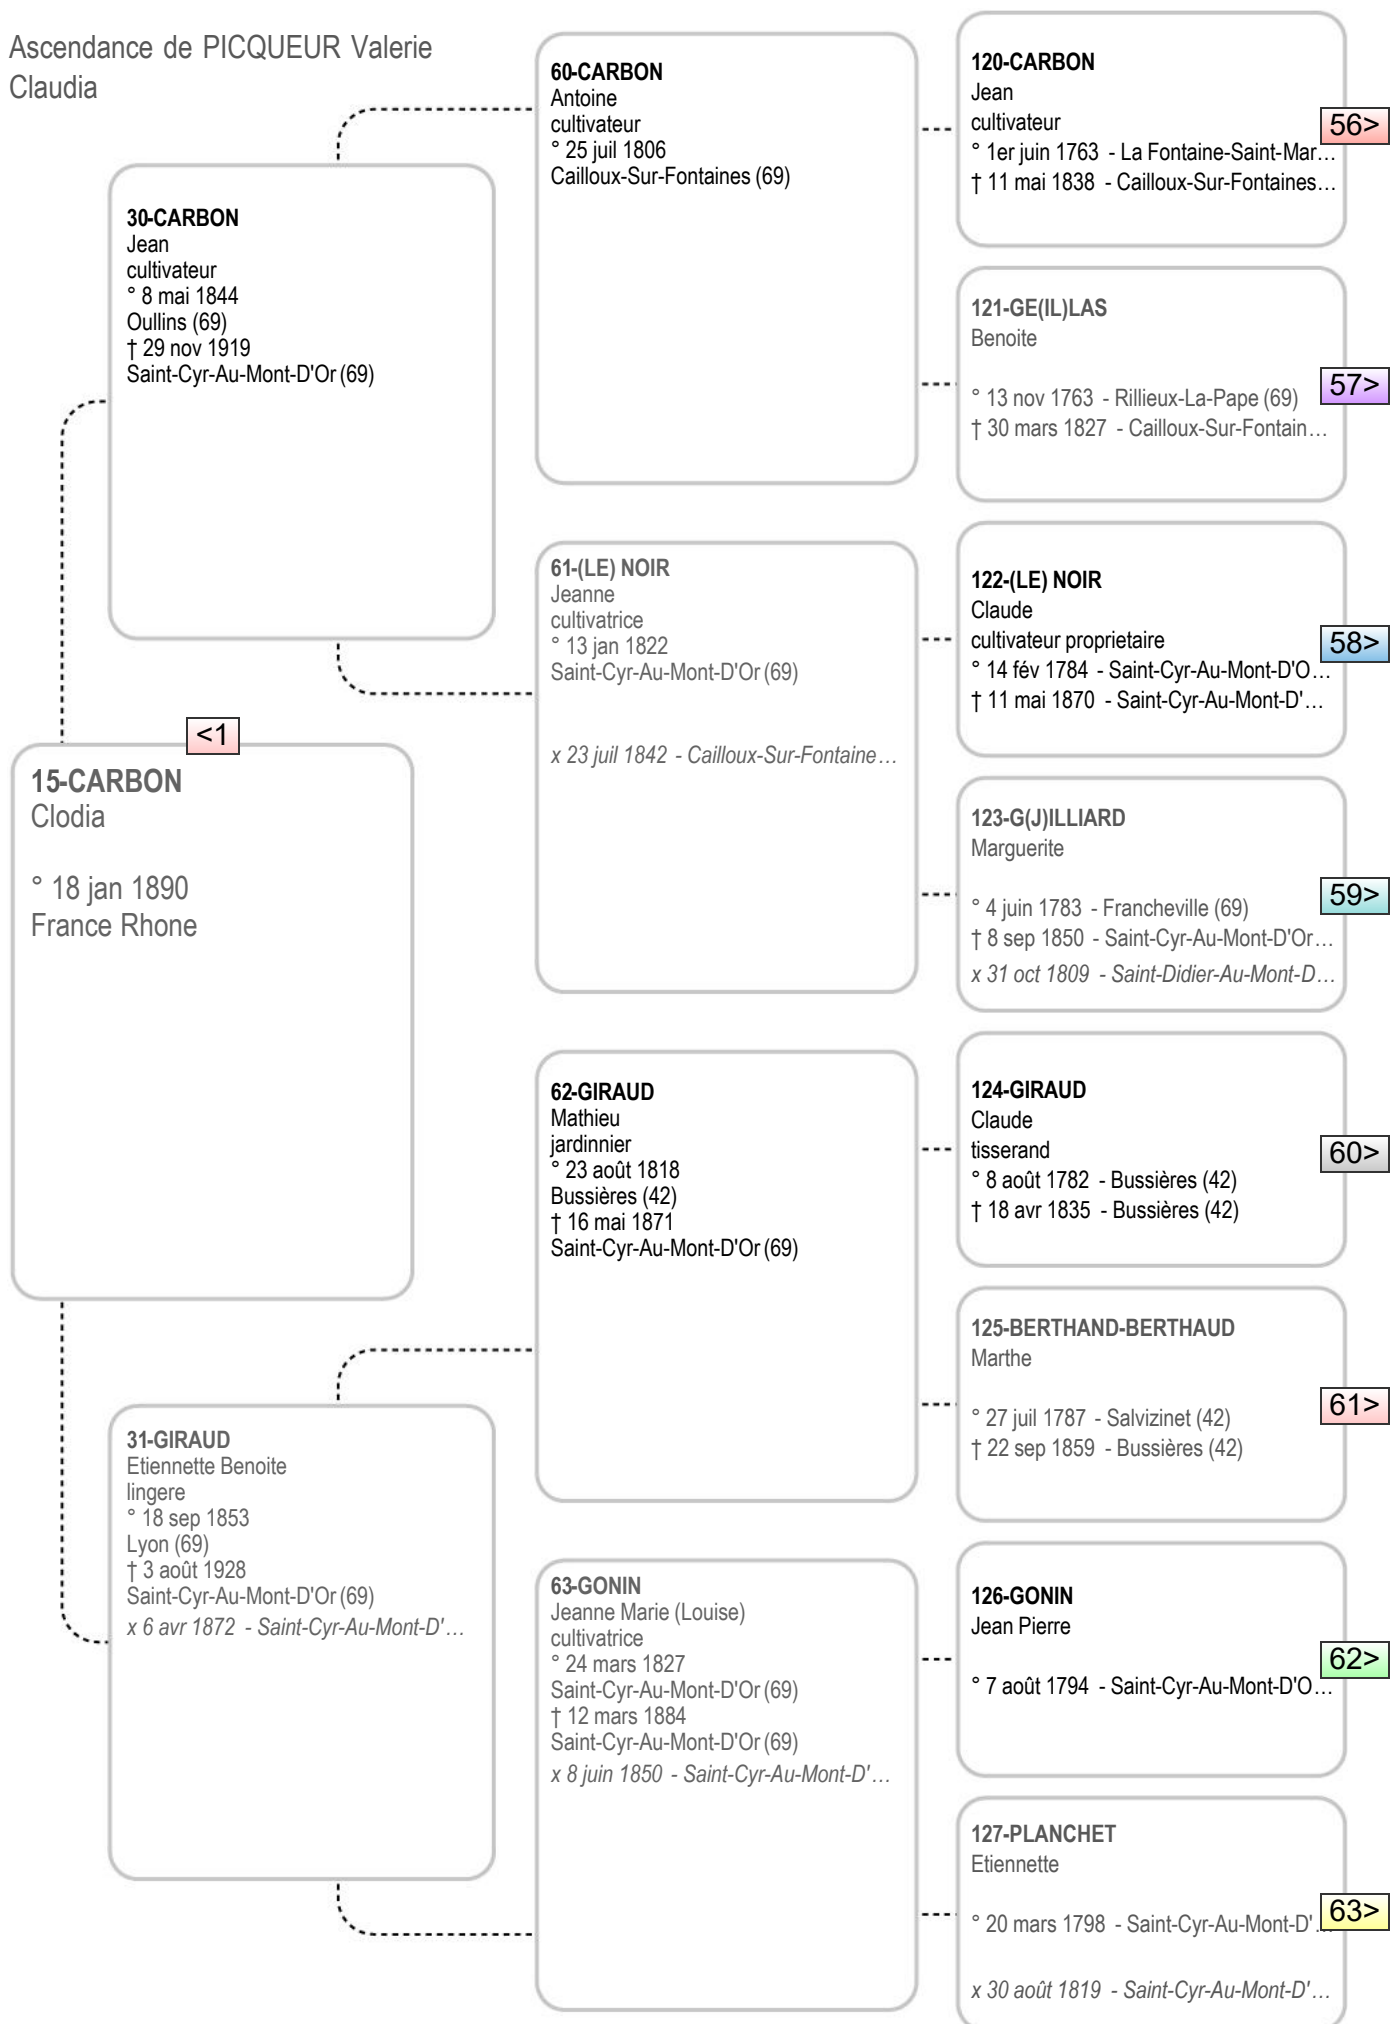 Ascendance de PICQUEUR Valerie
Claudia
60-CARBON
Antoine
cultivateur
° 25 juil 1806
Cailloux-Sur-Fontaines (69)
120-CARBON
Jean
cultivateur
° 1er juin 1763 - La Fontaine-Saint-Mar…
† 11 mai 1838 - Cailloux-Sur-Fontaines…
56>
30-CARBON
Jean
cultivateur
° 8 mai 1844
Oullins (69)
† 29 nov 1919
Saint-Cyr-Au-Mont-D'Or (69)
121-GE(IL)LAS
Benoite
° 13 nov 1763 - Rillieux-La-Pape (69)
† 30 mars 1827 - Cailloux-Sur-Fontain…
57>
61-(LE) NOIR
Jeanne
cultivatrice
° 13 jan 1822
Saint-Cyr-Au-Mont-D'Or (69)
x 23 juil 1842 - Cailloux-Sur-Fontaine…
122-(LE) NOIR
Claude
cultivateur proprietaire
° 14 fév 1784 - Saint-Cyr-Au-Mont-D'O…
† 11 mai 1870 - Saint-Cyr-Au-Mont-D'…
58>
<1
15-CARBON
Clodia
° 18 jan 1890
France Rhone
123-G(J)ILLIARD
Marguerite
° 4 juin 1783 - Francheville (69)
† 8 sep 1850 - Saint-Cyr-Au-Mont-D'Or…
x 31 oct 1809 - Saint-Didier-Au-Mont-D…
59>
62-GIRAUD
Mathieu
jardinnier
° 23 août 1818
Bussières (42)
† 16 mai 1871
Saint-Cyr-Au-Mont-D'Or (69)
124-GIRAUD
Claude
tisserand
° 8 août 1782 - Bussières (42)
† 18 avr 1835 - Bussières (42)
60>
125-BERTHAND-BERTHAUD
Marthe
° 27 juil 1787 - Salvizinet (42)
† 22 sep 1859 - Bussières (42)
61>
31-GIRAUD
Etiennette Benoite
lingere
° 18 sep 1853
Lyon (69)
† 3 août 1928
Saint-Cyr-Au-Mont-D'Or (69)
x 6 avr 1872 - Saint-Cyr-Au-Mont-D'…
63-GONIN
Jeanne Marie (Louise)
cultivatrice
° 24 mars 1827
Saint-Cyr-Au-Mont-D'Or (69)
† 12 mars 1884
Saint-Cyr-Au-Mont-D'Or (69)
x 8 juin 1850 - Saint-Cyr-Au-Mont-D'…
126-GONIN
Jean Pierre
° 7 août 1794 - Saint-Cyr-Au-Mont-D'O…
62>
127-PLANCHET
Etiennette
° 20 mars 1798 - Saint-Cyr-Au-Mont-D'…
x 30 août 1819 - Saint-Cyr-Au-Mont-D'…
63>